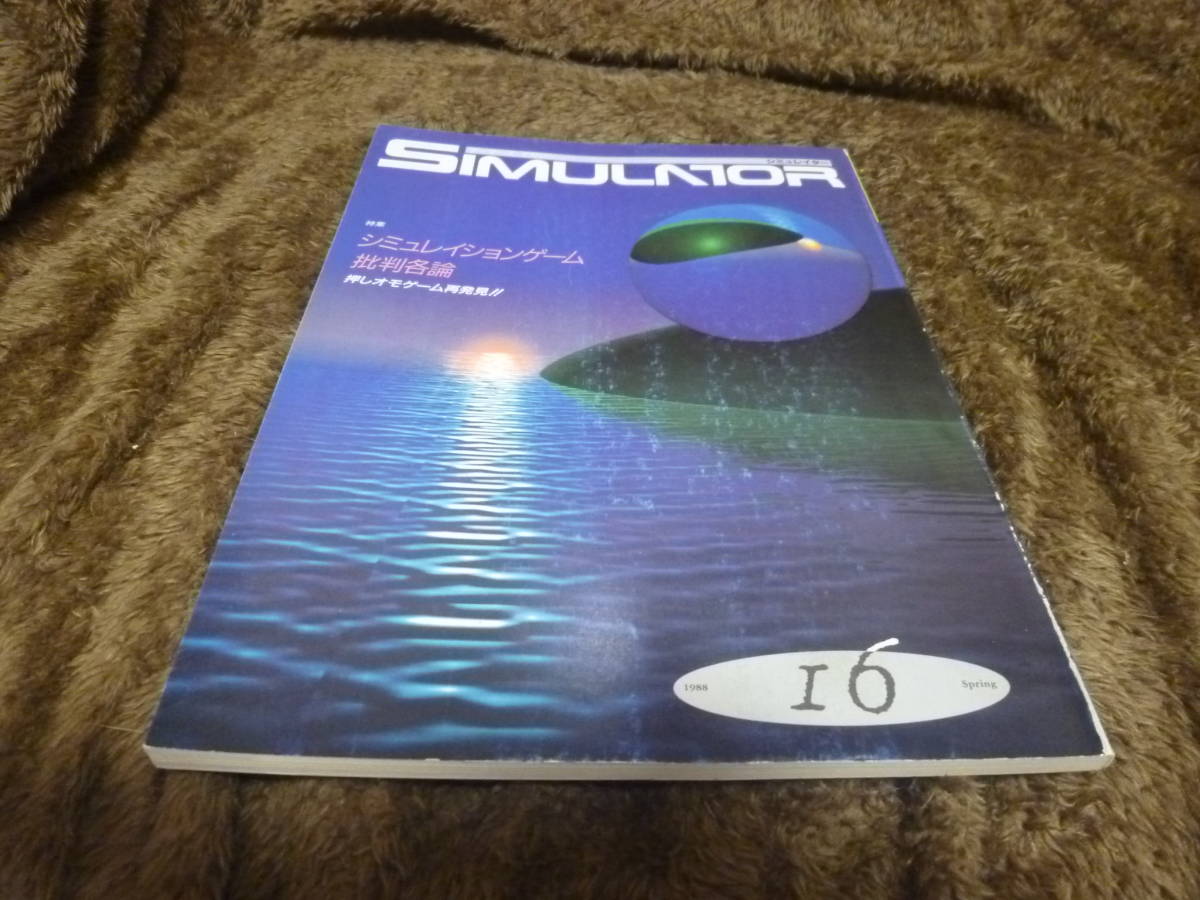 シミュレイター
SIMULATOR
特集
シミュレイションゲーム
批判各論
押しオモゲーム再発見!!
1988
16
Spring